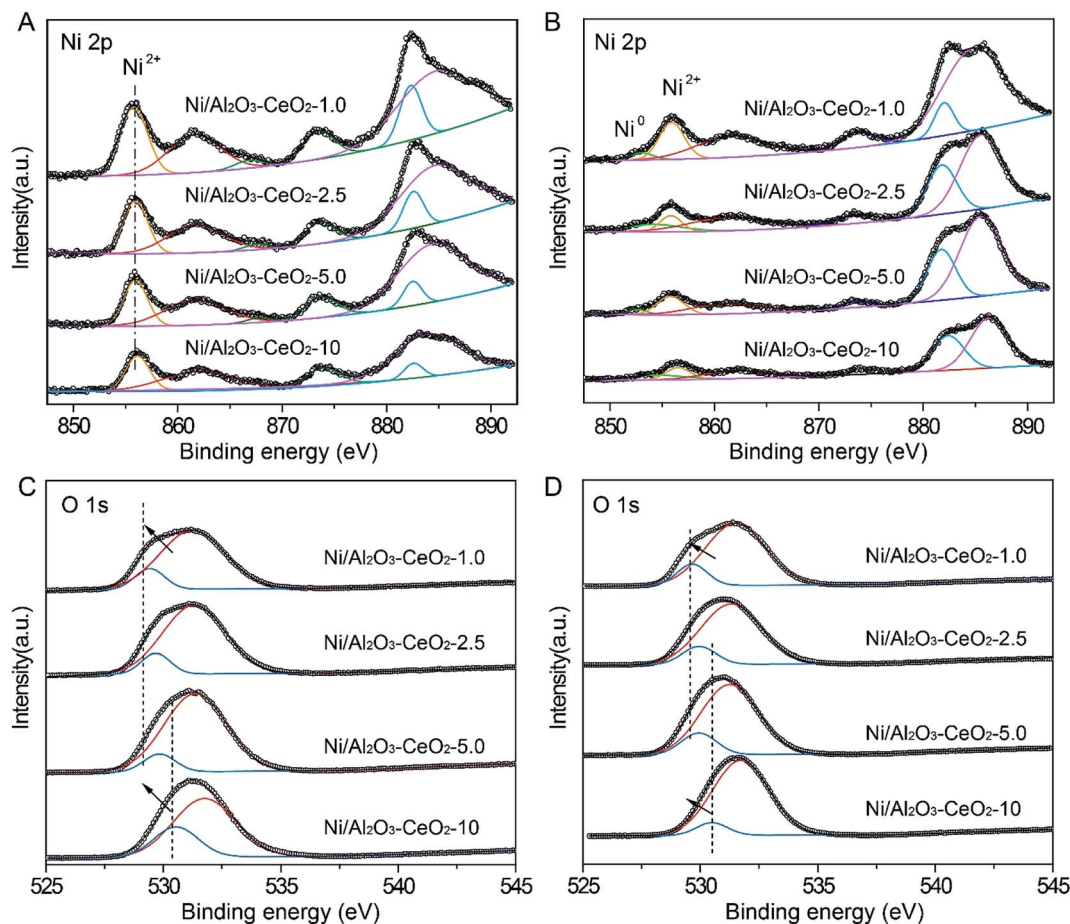 A
Ni 2p
Ni²⁺
Ni/Al₂O₃-CeO₂-1.0
Ni/Al₂O₃-CeO₂-2.5
Ni/Al₂O₃-CeO₂-5.0
Ni/Al₂O₃-CeO₂-10
Intensity(a.u.)
850 860 870 880 890
Binding energy (eV)
B
Ni 2p
Ni²⁺
Ni⁰
Ni/Al₂O₃-CeO₂-1.0
Ni/Al₂O₃-CeO₂-2.5
Ni/Al₂O₃-CeO₂-5.0
Ni/Al₂O₃-CeO₂-10
Intensity(a.u.)
850 860 870 880 890
Binding energy (eV)
C
O 1s
Ni/Al₂O₃-CeO₂-1.0
Ni/Al₂O₃-CeO₂-2.5
Ni/Al₂O₃-CeO₂-5.0
Ni/Al₂O₃-CeO₂-10
Intensity(a.u.)
525 530 535 540 545
Binding energy (eV)
D
O 1s
Ni/Al₂O₃-CeO₂-1.0
Ni/Al₂O₃-CeO₂-2.5
Ni/Al₂O₃-CeO₂-5.0
Ni/Al₂O₃-CeO₂-10
Intensity(a.u.)
525 530 535 540 545
Binding energy (eV)